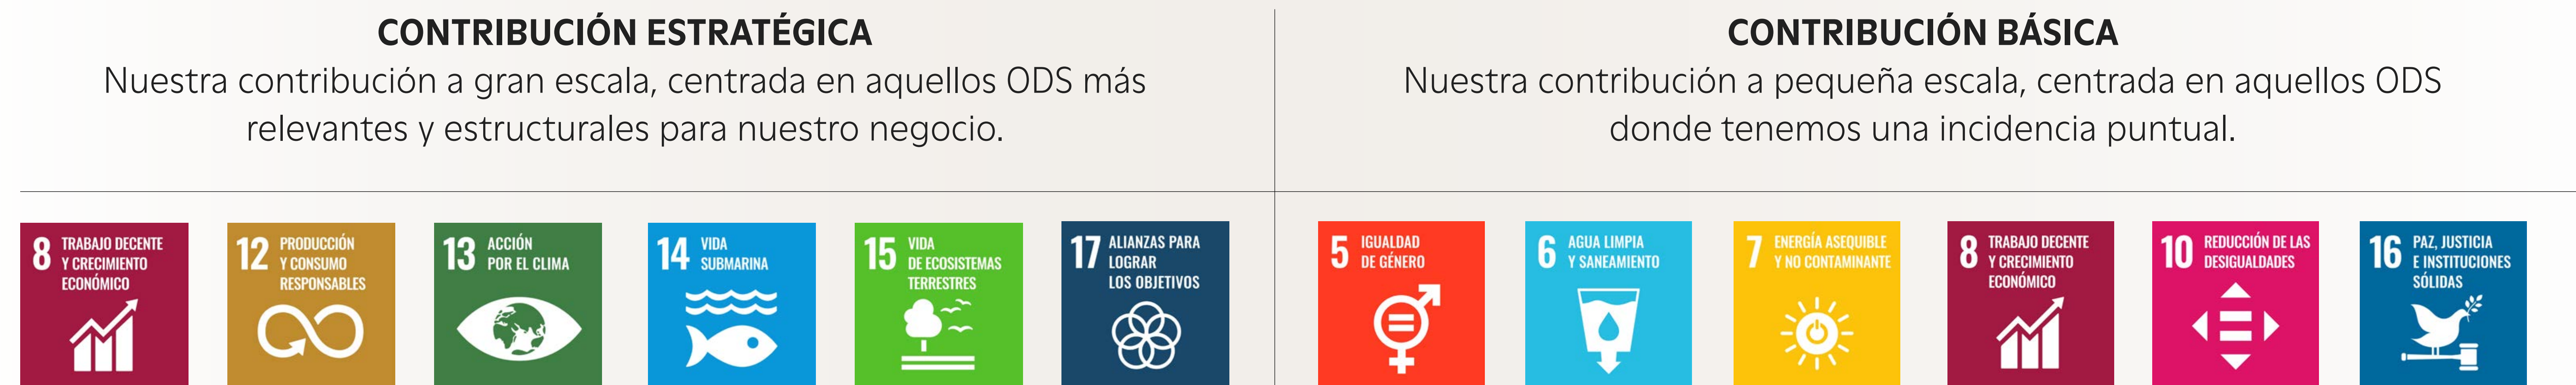 CONTRIBUCIÓN ESTRATÉGICA
Nuestra contribución a gran escala, centrada en aquellos ODS más
relevantes y estructurales para nuestro negocio.
8 TRABAJO DECENTE
Y CRECIMIENTO
ECONÓMICO
12 PRODUCCIÓN
Y CONSUMO
RESPONSABLES
13 ACCIÓN
POR EL CLIMA
14 VIDA
SUBMARINA
15 VIDA
DE ECOSISTEMAS
TERRESTRES
17 ALIANZAS PARA
LOGRAR
LOS OBJETIVOS
CONTRIBUCIÓN BÁSICA
Nuestra contribución a pequeña escala, centrada en aquellos ODS
donde tenemos una incidencia puntual.
5 IGUALDAD
DE GÉNERO
6 AGUA LIMPIA
Y SANEAMIENTO
7 ENERGÍA ASEQUIBLE
Y NO CONTAMINANTE
8 TRABAJO DECENTE
Y CRECIMIENTO
ECONÓMICO
10 REDUCCIÓN DE LAS
DESIGUALDADES
16 PAZ, JUSTICIA
E INSTITUCIONES
SÓLIDAS